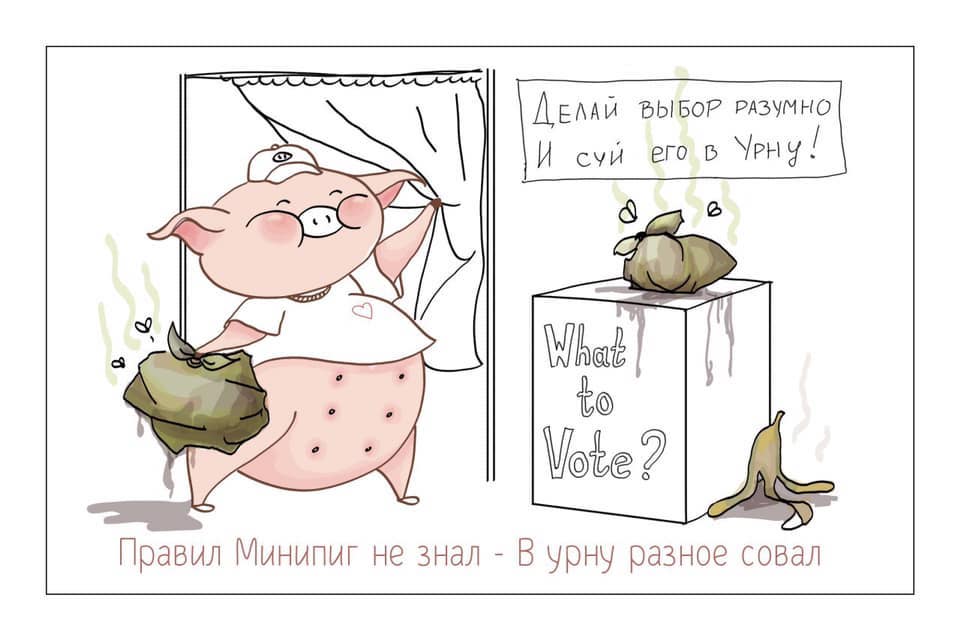 Делай выбор разумно
И суй его в Урну!
What
to
Vote?
Правил Минипиг не знал - В урну разное совал